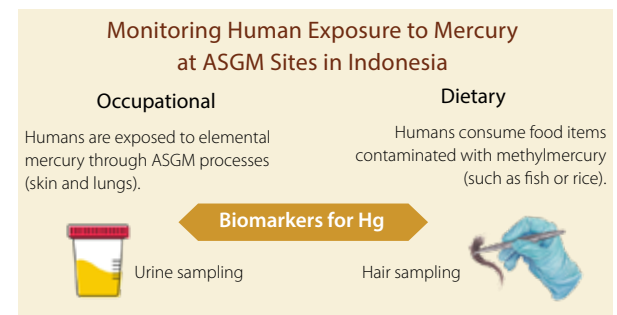 Monitoring Human Exposure to Mercury
at ASGM Sites in Indonesia
Occupational
Humans are exposed to elemental
mercury through ASGM processes
(skin and lungs).
Dietary
Humans consume food items
contaminated with methylmercury
(such as fish or rice).
Biomarkers for Hg
Urine sampling
Hair sampling